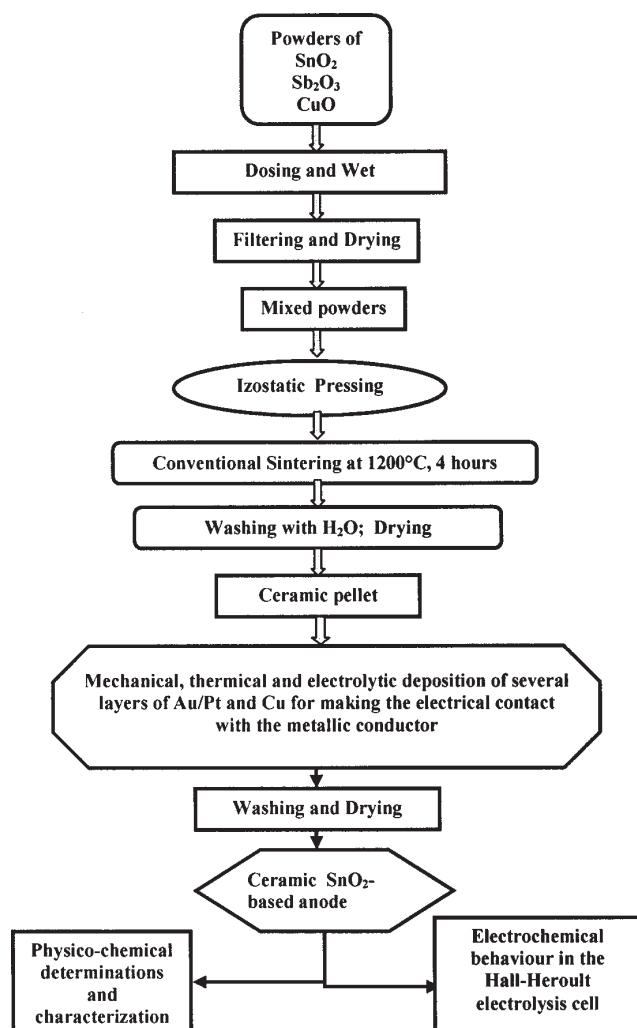 Powders of
SnO₂
Sb₂O₃
CuO
Dosing and Wet
Filtering and Drying
Mixed powders
Izostatic Pressing
Conventional Sintering at 1200°C, 4 hours
Washing with H₂O; Drying
Ceramic pellet
Mechanical, thermical and electrolytic deposition of several
layers of Au/Pt and Cu for making the electrical contact
with the metallic conductor
Washing and Drying
Ceramic SnO₂-
based anode
Physico-chemical
determinations
and
characterization
Electrochemical
behaviour in the
Hall-Heroult
electrolysis cell